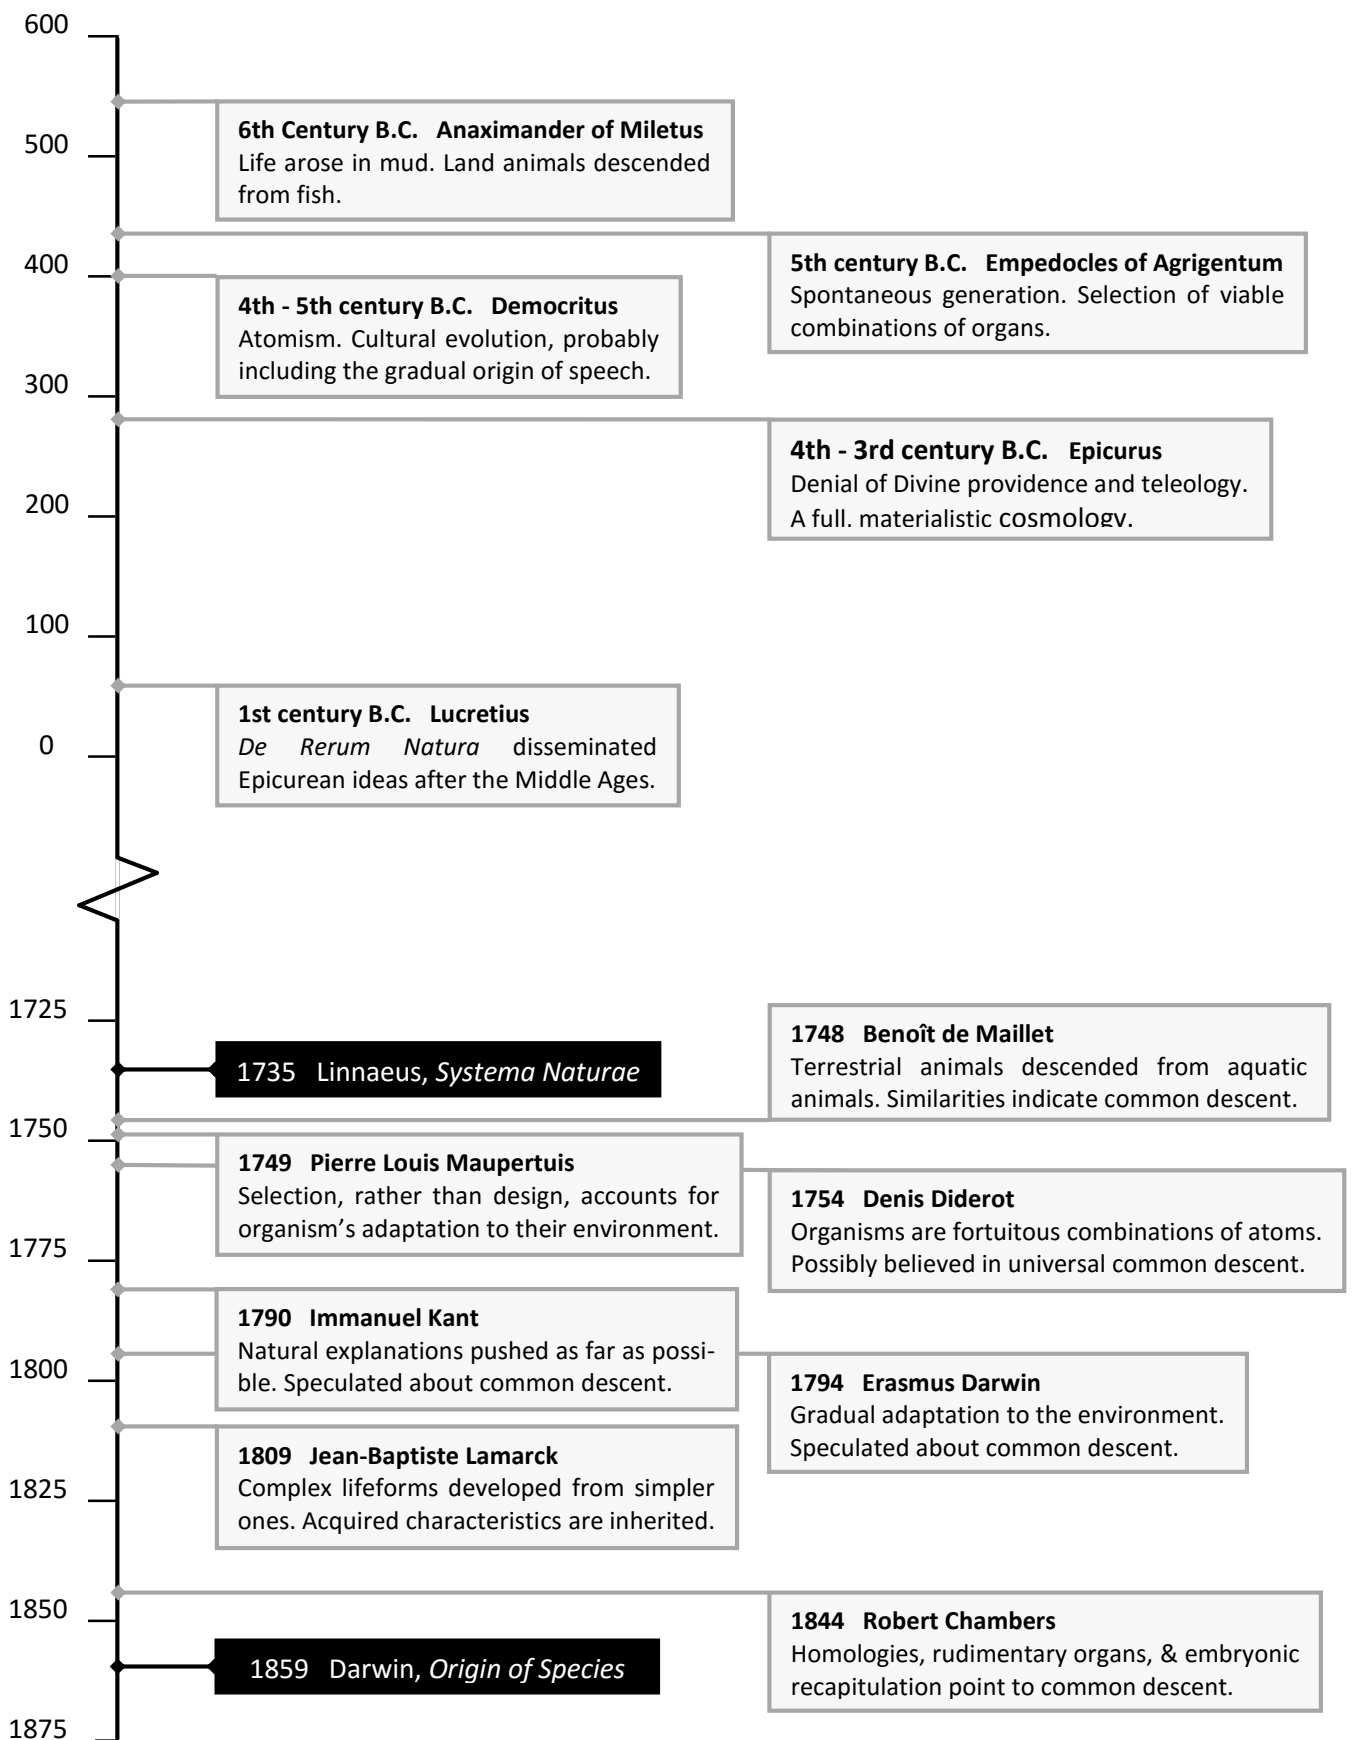 600
6th Century B.C. Anaximander of Miletus
Life arose in mud. Land animals descended
from fish.
500
5th century B.C. Empedocles of Agrigentum
Spontaneous generation. Selection of viable
combinations of organs.
400
4th - 5th century B.C. Democritus
Atomism. Cultural evolution, probably
including the gradual origin of speech.
300
4th - 3rd century B.C. Epicurus
Denial of Divine providence and teleology.
A full, materialistic cosmology.
200
100
1st century B.C. Lucretius
De Rerum Natura disseminated
Epicurean ideas after the Middle Ages.
0
1725
1735 Linnaeus, Systema Naturae
1748 Benoît de Maillet
Terrestrial animals descended from aquatic
animals. Similarities indicate common descent.
1750
1749 Pierre Louis Maupertuis
Selection, rather than design, accounts for
organism’s adaptation to their environment.
1754 Denis Diderot
Organisms are fortuitous combinations of atoms.
Possibly believed in universal common descent.
1775
1790 Immanuel Kant
Natural explanations pushed as far as possi-
ble. Speculated about common descent.
1800
1794 Erasmus Darwin
Gradual adaptation to the environment.
Speculated about common descent.
1809 Jean-Baptiste Lamarck
Complex lifeforms developed from simpler
ones. Acquired characteristics are inherited.
1825
1850
1844 Robert Chambers
Homologies, rudimentary organs, & embryonic
recapitulation point to common descent.
1859 Darwin, Origin of Species
1875